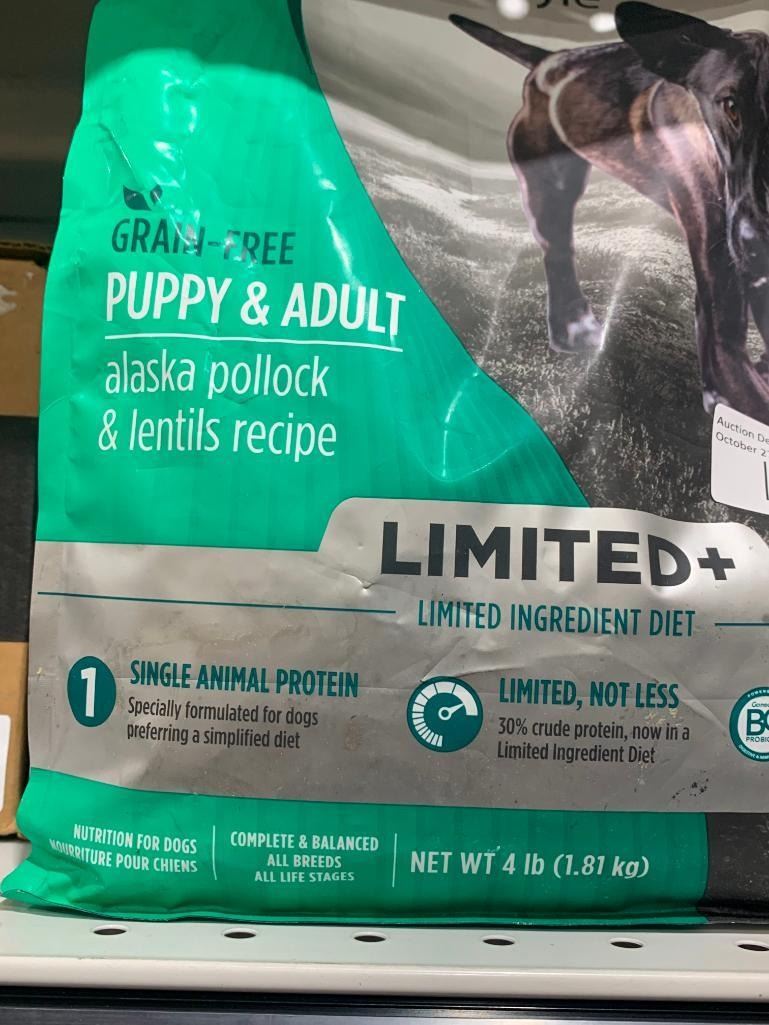 GRAIN-FREE
PUPPY & ADULT
alaska pollock
& lentils recipe
Auction
October
LIMITED+
LIMITED INGREDIENT DIET
1
SINGLE ANIMAL PROTEIN
Specially formulated for dogs
preferring a simplified diet
LIMITED, NOT LESS
30% crude protein, now in a
Limited Ingredient Diet
NUTRITION FOR DOGS
NOURRITURE POUR CHIENS
COMPLETE & BALANCED
ALL BREEDS
ALL LIFE STAGES
NET WT 4 lb (1.81 kg)